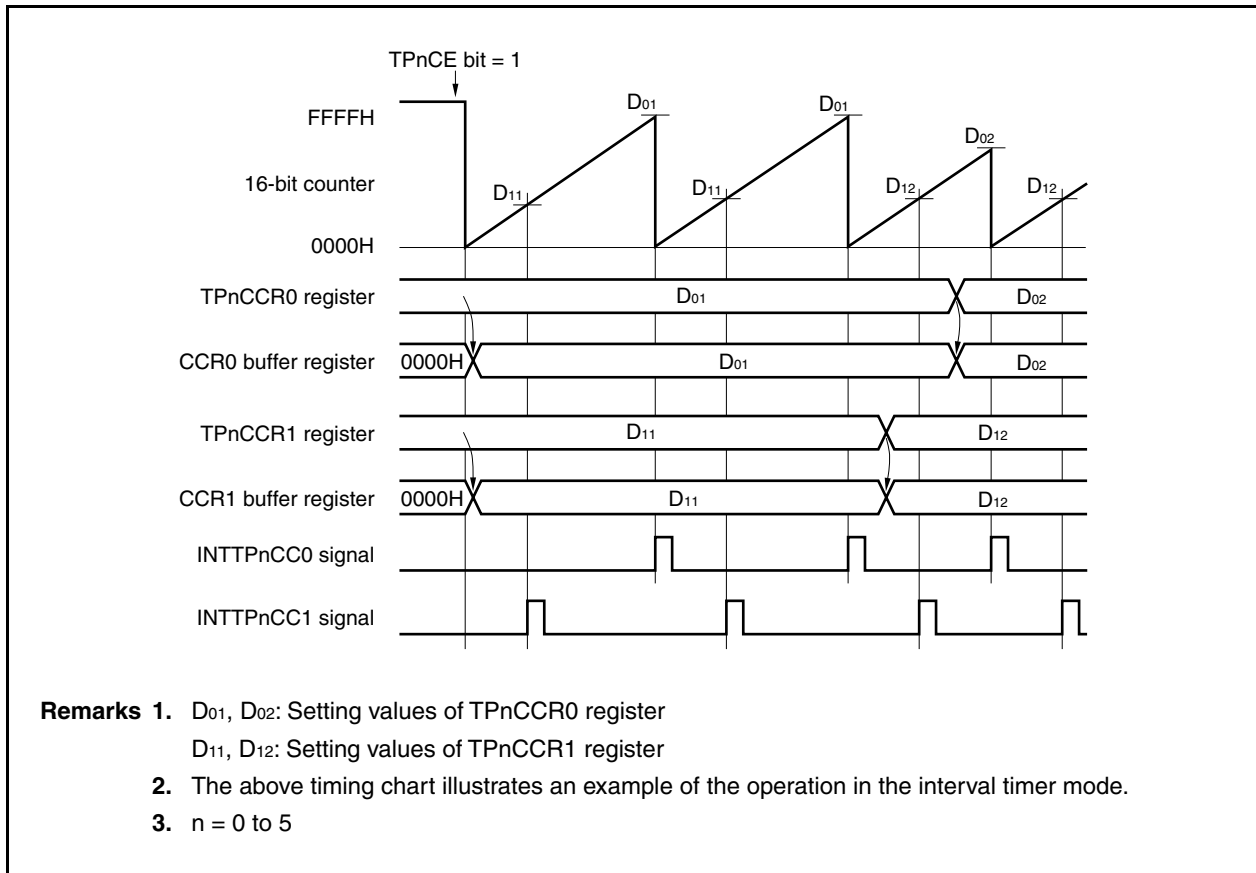 TPnCE bit = 1
FFFFH
D01
D01
D02
16-bit counter
D11
D11
D12
D12
0000H
TPnCCR0 register
D01
D02
CCR0 buffer register
0000H
D01
D02
TPnCCR1 register
D11
D12
CCR1 buffer register
0000H
D11
D12
INTTPnCC0 signal
INTTPnCC1 signal
Remarks 1. D01, D02: Setting values of TPnCCR0 register
D11, D12: Setting values of TPnCCR1 register
2. The above timing chart illustrates an example of the operation in the interval timer mode.
3. n = 0 to 5